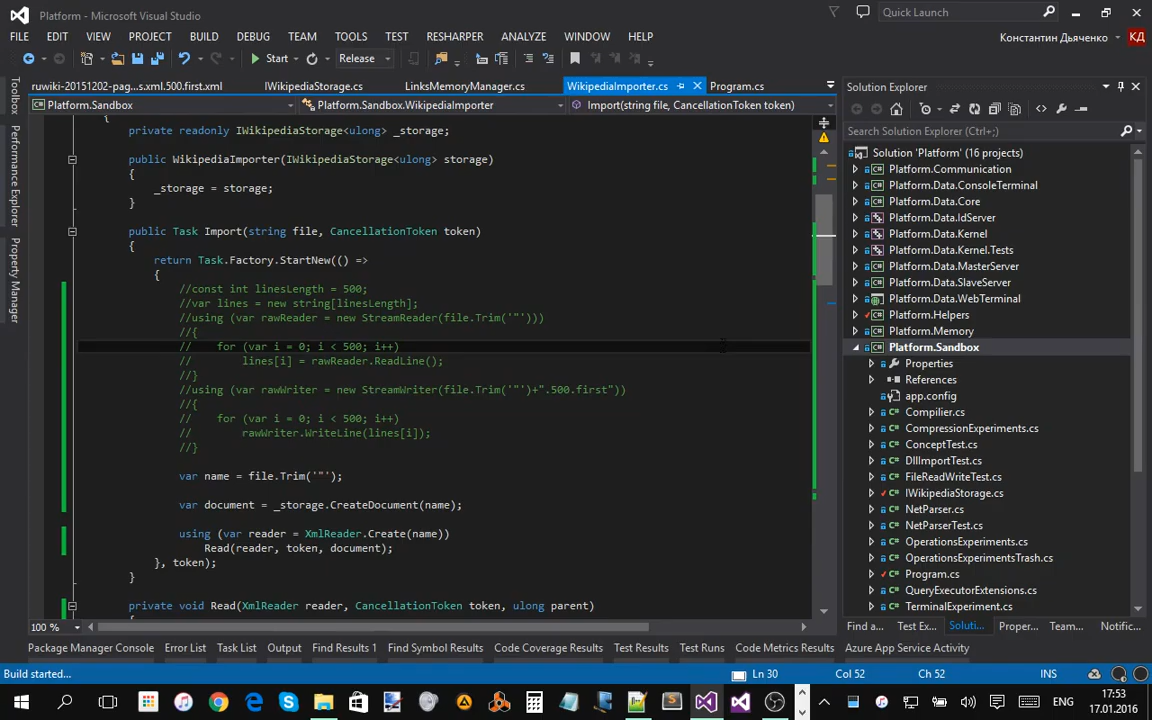 Platform - Microsoft Visual Studio
Quick Launch
FILE EDIT VIEW PROJECT BUILD DEBUG TEAM TOOLS TEST RESHARPER ANALYZE WINDOW HELP
Константин Дьяченко КД
Start Release
Toolbox
Performance Explorer
Property Manager
ruwiki-20151202-pag...s.xml.500.first.xml IWikipediaStorage.cs LinksMemoryManager.cs WikipediaImporter.cs Program.cs
Platform.Sandbox Platform.Sandbox.WikipediaImporter Import(string file, CancellationToken token)
{
private readonly IWikipediaStorage<ulong> _storage;
public WikipediaImporter(IWikipediaStorage<ulong> storage)
{
_storage = storage;
}
public Task Import(string file, CancellationToken token)
{
return Task.Factory.StartNew(() =>
{
//const int linesLength = 500;
//var lines = new string[linesLength];
//using (var rawReader = new StreamReader(file.Trim('"')))
//{
//    for (var i = 0; i < 500; i++)
//        lines[i] = rawReader.ReadLine();
//}
//using (var rawWriter = new StreamWriter(file.Trim('"')+".500.first"))
//{
//    for (var i = 0; i < 500; i++)
//        rawWriter.WriteLine(lines[i]);
//}
var name = file.Trim('"');
var document = _storage.CreateDocument(name);
using (var reader = XmlReader.Create(name))
Read(reader, token, document);
}, token);
}
private void Read(XmlReader reader, CancellationToken token, ulong parent)
100 %
Solution Explorer
Search Solution Explorer (Ctrl+;)
Solution 'Platform' (16 projects)
Platform.Communication
Platform.Data.ConsoleTerminal
Platform.Data.Core
Platform.Data.IdServer
Platform.Data.Kernel
Platform.Data.Kernel.Tests
Platform.Data.MasterServer
Platform.Data.SlaveServer
Platform.Data.WebTerminal
Platform.Helpers
Platform.Memory
Platform.Sandbox
Properties
References
app.config
Compilier.cs
CompressionExperiments.cs
ConceptTest.cs
DllImportTest.cs
FileReadWriteTest.cs
IWikipediaStorage.cs
NetParser.cs
NetParserTest.cs
OperationsExperiments.cs
OperationsExperimentsTrash.cs
Program.cs
QueryExecutorExtensions.cs
TerminalExperiment.cs
Find a... Test Ex... Soluti... Proper... Team... Notific...
Package Manager Console Error List Task List Output Find Results 1 Find Symbol Results Code Coverage Results Test Results Test Runs Code Metrics Results Azure App Service Activity
Build started... Ln 30 Col 52 Ch 52 INS
ENG
17:53
17.01.2016